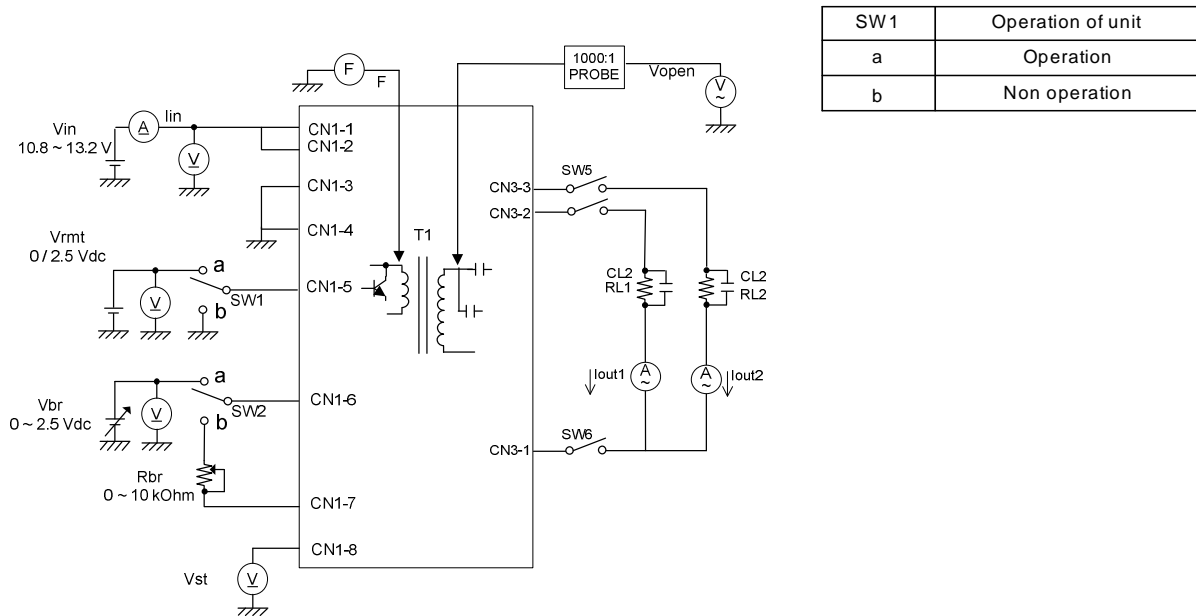 F
F
1000:1
PROBE
Vopen
V
~
SW1 Operation of unit
a Operation
b Non operation
Vin
10.8 ~ 13.2 V
A
Iin
V
CN1-1
CN1-2
CN1-3
CN1-4
CN3-3
CN3-2
SW5
T1
Vrmt
0 / 2.5 Vdc
V
a
SW1
b
CN1-5
CL2
RL1
CL2
RL2
Vbr
0 ~ 2.5 Vdc
V
a
SW2
b
CN1-6
Iout1
A
~
A
~
Iout2
CN3-1
SW6
Rbr
0 ~ 10 kOhm
CN1-7
CN1-8
Vst
V